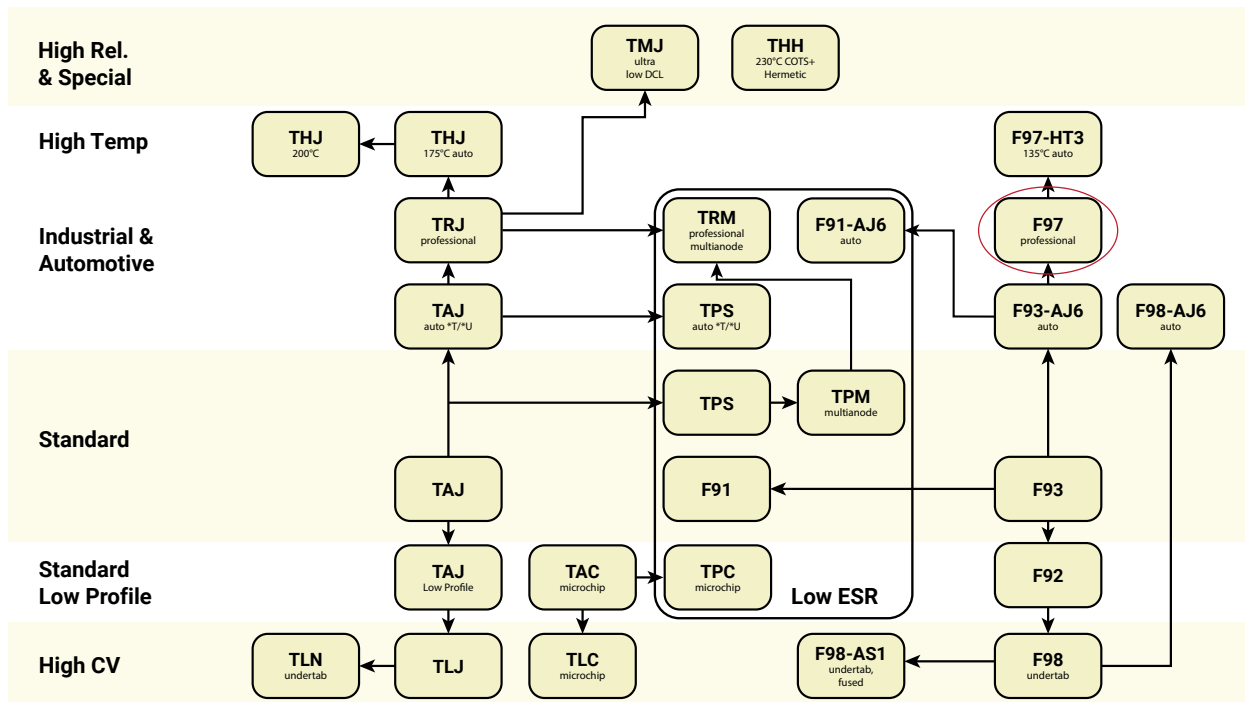 High Rel.
& Special
TMJ
ultra
low DCL
THH
230°C COTS+
Hermetic
High Temp
THJ
200°C
THJ
175°C auto
F97-HT3
135°C auto
Industrial &
Automotive
TRJ
professional
TRM
professional
multianode
F91-AJ6
auto
F97
professional
TAJ
auto *T/*U
TPS
auto *T/*U
F93-AJ6
auto
F98-AJ6
auto
Standard
TPS
TPM
multianode
TAJ
F91
F93
Standard
Low Profile
TAJ
Low Profile
TAC
microchip
TPC
microchip
Low ESR
F92
High CV
TLN
undertab
TLJ
TLC
microchip
F98-AS1
undertab,
fused
F98
undertab